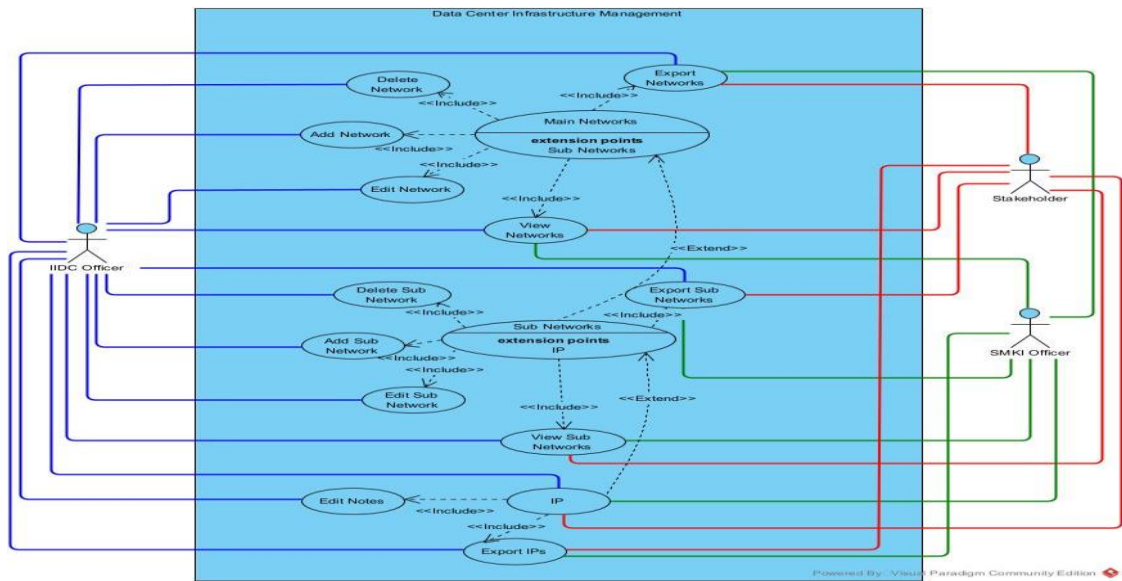 Data Center Infrastructure Management
Delete
Network
Export
Networks
<<Include>>
<<Include>>
Main Networks
Add Network
extension points
Sub Networks
<<Include>>
<<Include>>
Edit Network
<<Include>>
Stakeholder
View
Networks
<<Extend>>
IIDC Officer
Delete Sub
Network
Export Sub
Networks
<<Include>>
<<Include>>
Sub Networks
Add Sub
Network
extension points
IP
SMKI Officer
<<Include>>
<<Include>>
Edit Sub
Network
<<Include>>
<<Extend>>
View Sub
Networks
Edit Notes
IP
<<Include>>
<<Include>>
Export IPs
Powered By: Visual Paradigm Community Edition